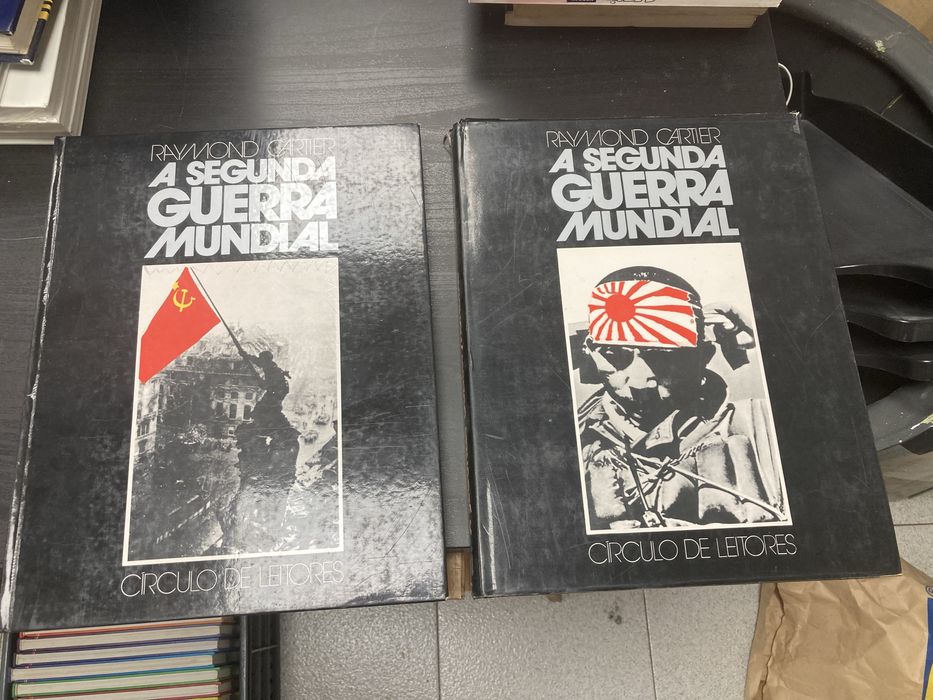 RAYMOND CARTIER
A SEGUNDA
GUERRA
MUNDIAL
CÍRCULO DE LEITORES
RAYMOND CARTIER
A SEGUNDA
GUERRA
MUNDIAL
CÍRCULO DE LEITORES